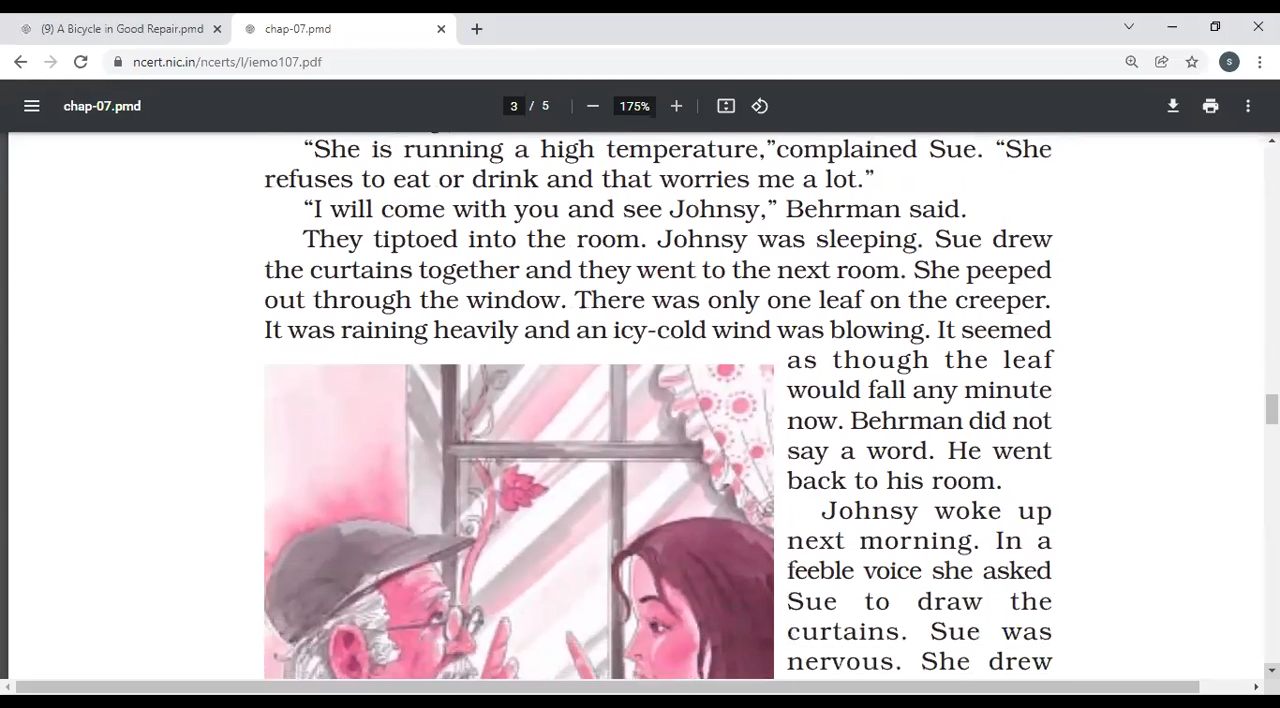 (9) A Bicycle in Good Repair.pmd
chap-07.pmd
ncert.nic.in/ncerts/l/iemo107.pdf
S
chap-07.pmd
3 / 5
175%
“She is running a high temperature,”complained Sue. “She
refuses to eat or drink and that worries me a lot.”
“I will come with you and see Johnsy,” Behrman said.
They tiptoed into the room. Johnsy was sleeping. Sue drew
the curtains together and they went to the next room. She peeped
out through the window. There was only one leaf on the creeper.
It was raining heavily and an icy-cold wind was blowing. It seemed
as though the leaf
would fall any minute
now. Behrman did not
say a word. He went
back to his room.
Johnsy woke up
next morning. In a
feeble voice she asked
Sue to draw the
curtains. Sue was
nervous. She drew